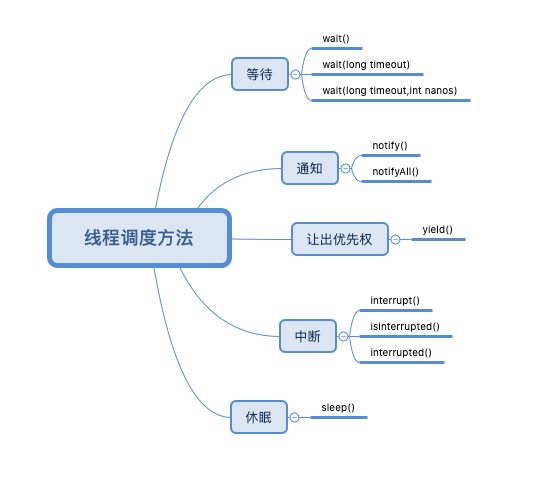 线程调度方法
等待
wait()
wait(long timeout)
wait(long timeout,int nanos)
通知
notify()
notifyAll()
让出优先权
yield()
中断
interrupt()
isinterrupted()
interrupted()
休眠
sleep()